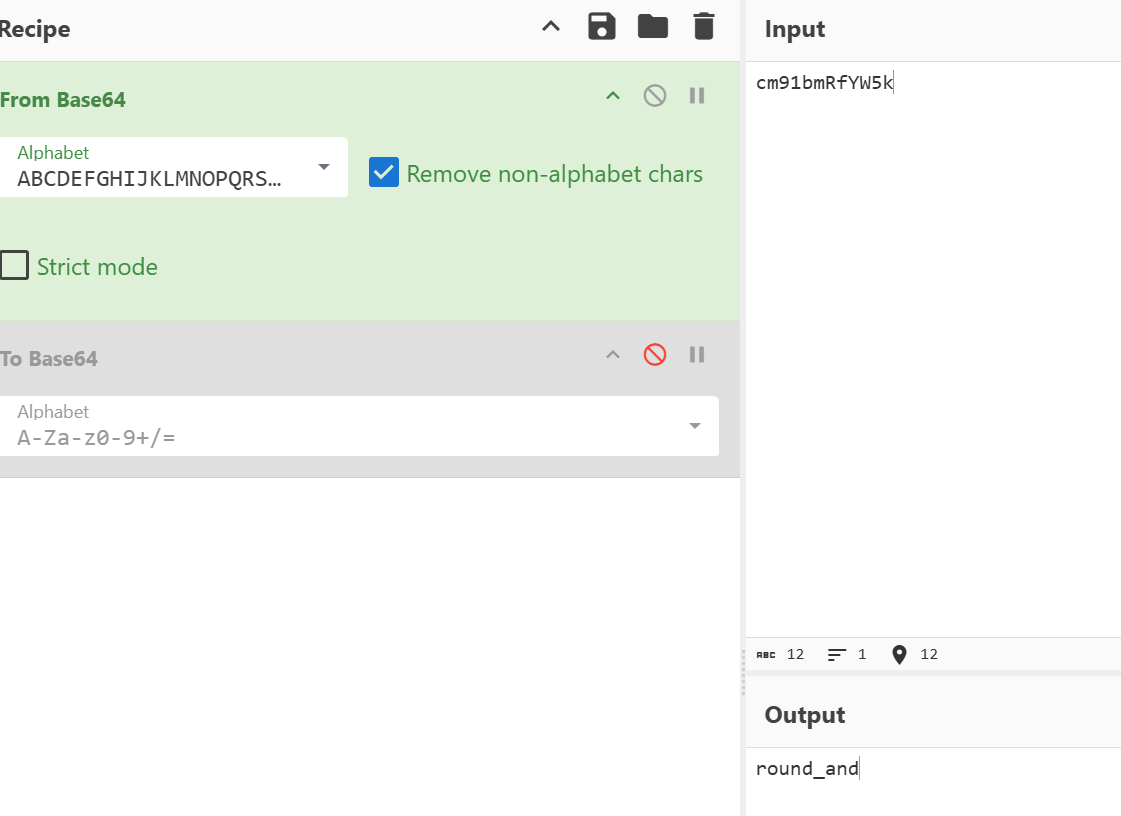 Recipe
From Base64
Alphabet
ABCDEFGHIJKLMNOPQRS…
Remove non-alphabet chars
Strict mode
To Base64
Alphabet
A-Za-z0-9+/=
Input
cm91bmRfYW5k
ABC 12 1 12
Output
round_and